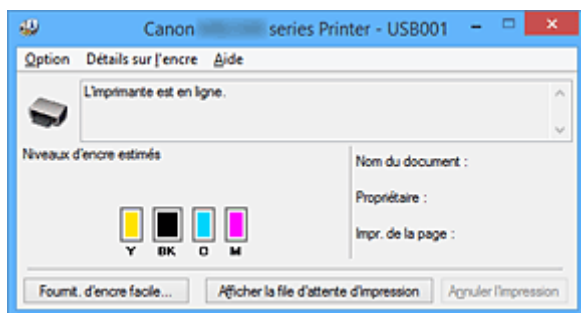 Canon series Printer - USB001
Option Détails sur l'encre Aide
L'imprimante est en ligne.
Niveaux d'encre estimés
Nom du document :
Propriétaire :
Impr. de la page :
Y BK C M
Fournit. d'encre facile... Afficher la file d'attente d'impression Annuler l'impression